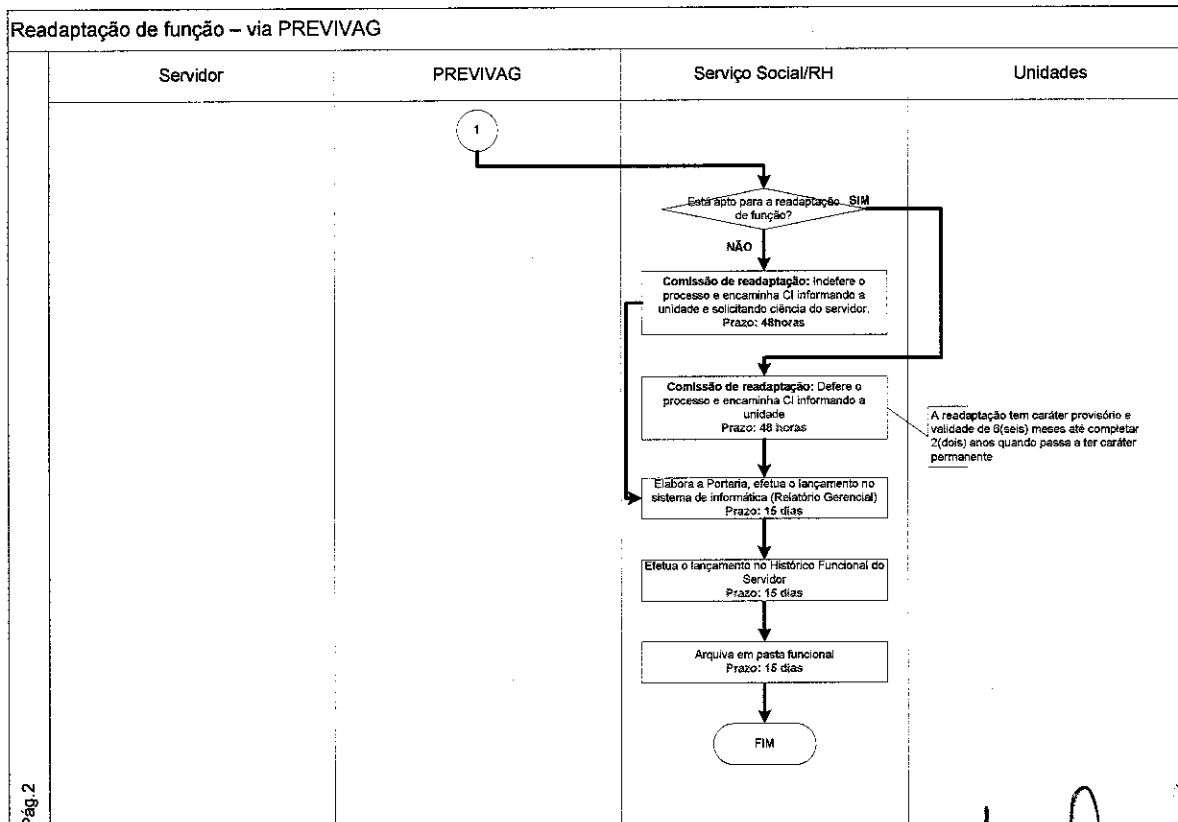 Readaptação de função – via PREVIVAG
Servidor
PREVIVAG
Serviço Social/RH
Unidades
1
Está apto para a readaptação
de função?
SIM
NÃO
Comissão de readaptação: Indefere o
processo e encaminha CI informando a
unidade e solicitando ciência do servidor.
Prazo: 48horas
Comissão de readaptação: Defere o
processo e encaminha CI informando a
unidade
Prazo: 48 horas
A readaptação tem caráter provisório e
validade de 6(seis) meses até completar
2(dois) anos quando passa a ter caráter
permanente
Elabora a Portaria, efetua o lançamento no
sistema de informática (Relatório Gerencial)
Prazo: 15 dias
Efetua o lançamento no Histórico Funcional do
Servidor
Prazo: 15 dias
Arquiva em pasta funcional
Prazo: 15 dias
FIM
Pág.2